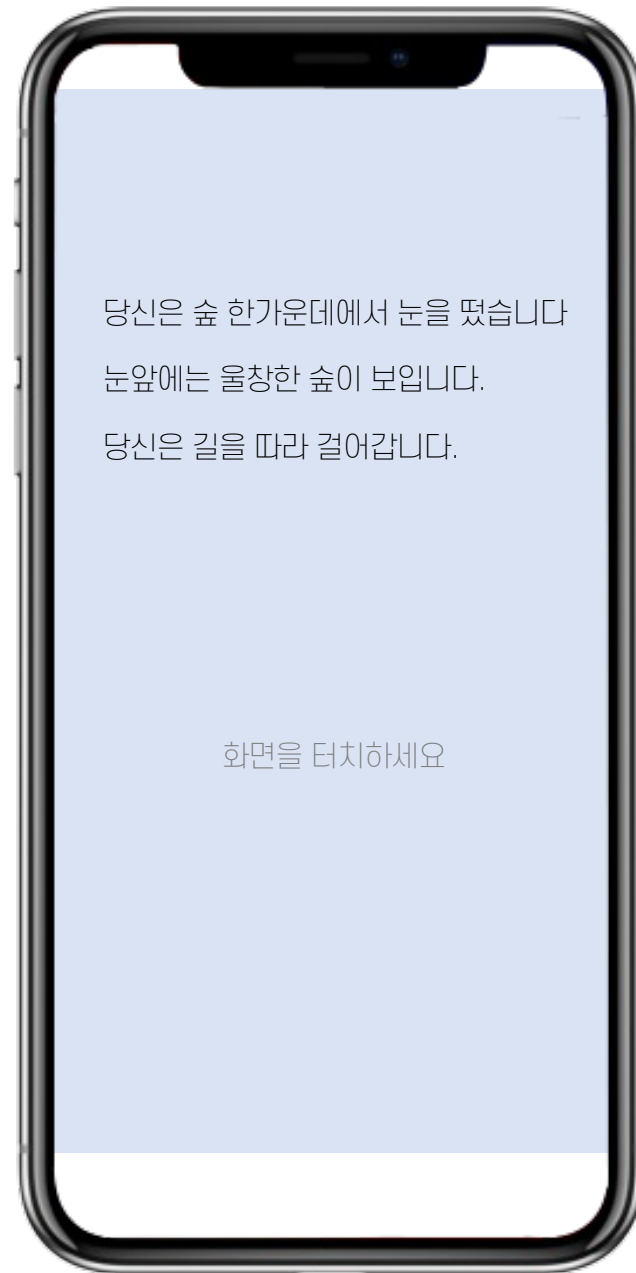 당신은 숲 한가운데에서 눈을 떴습니다
눈앞에는 울창한 숲이 보입니다.
당신은 길을 따라 걸어갑니다.
화면을 터치하세요